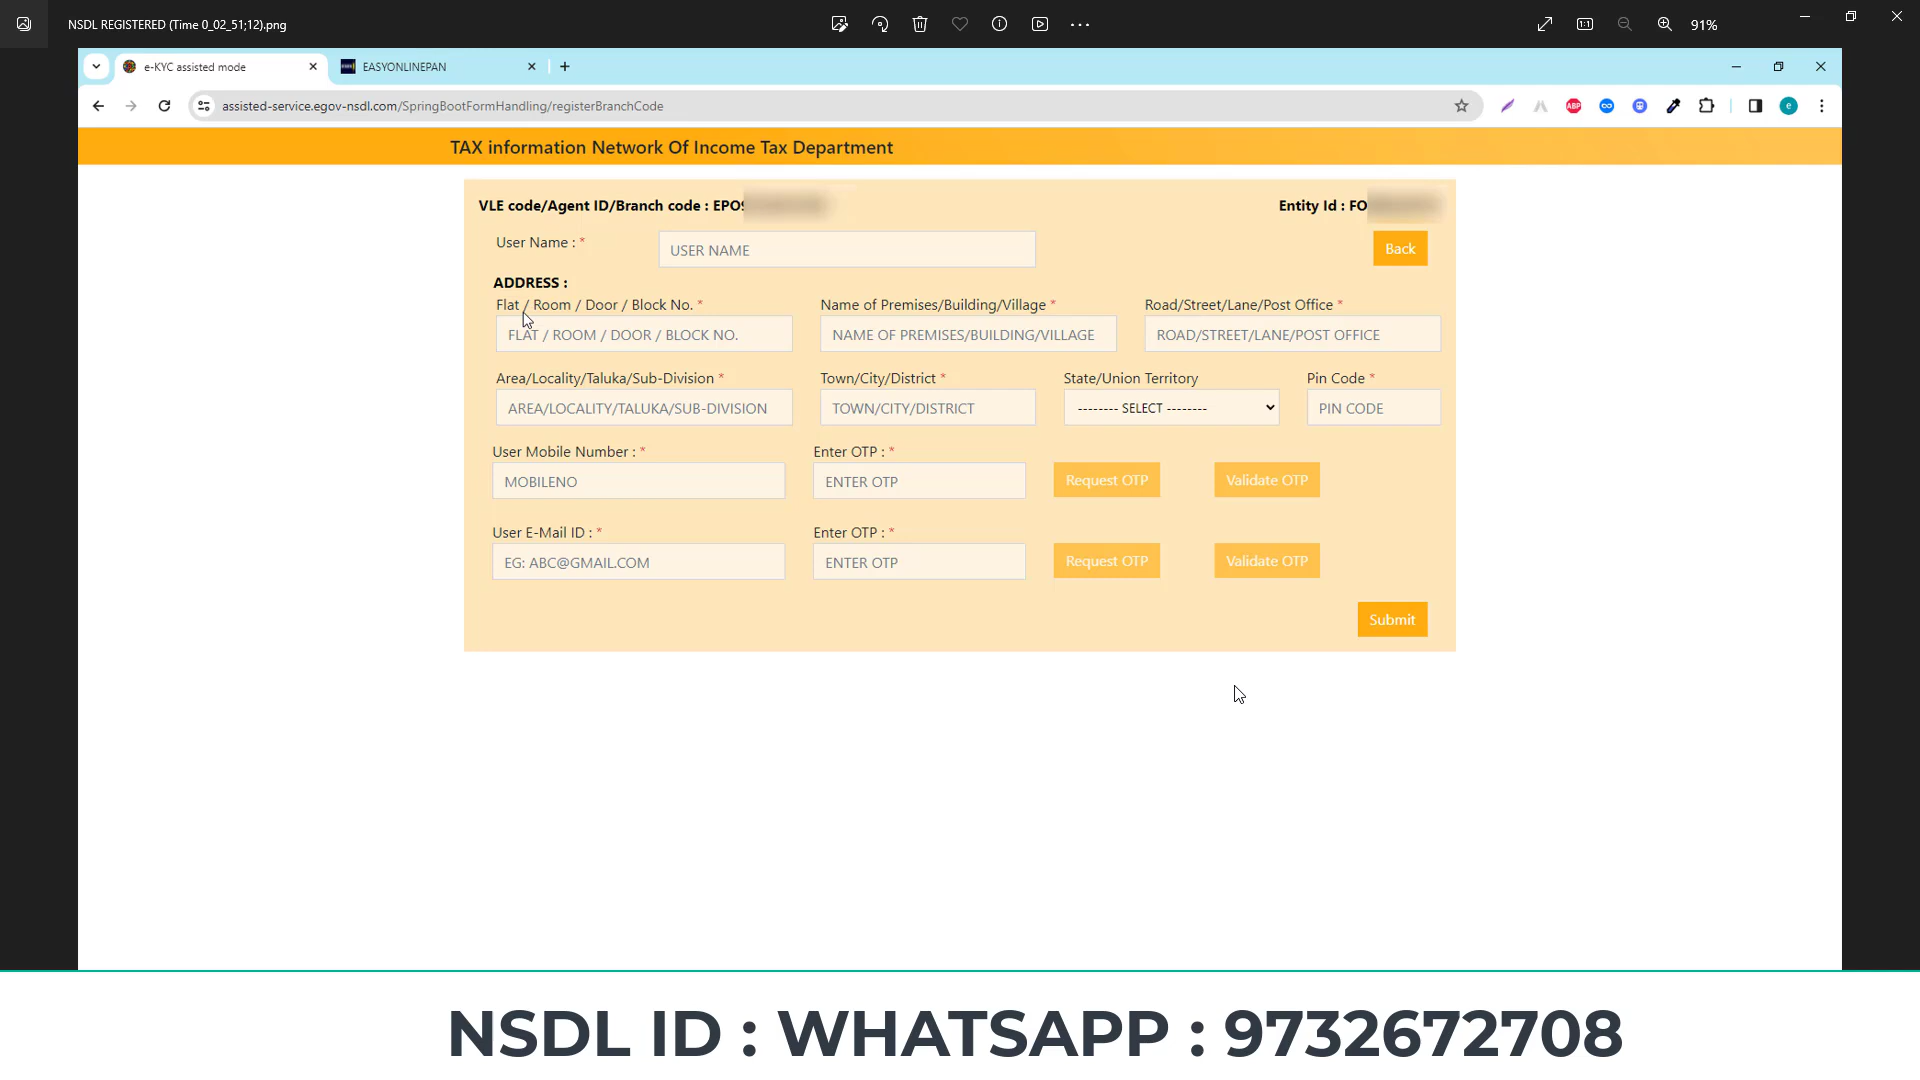 NSDL REGISTERED (Time 0_02_51;12).png
91%
e-KYC assisted mode
EASYONLINEPAN
assisted-service.egov-nsdl.com/SpringBootFormHandling/registerBranchCode
ABP
e
TAX information Network Of Income Tax Department
VLE code/Agent ID/Branch code : EPO
Entity Id : FO
User Name : *
USER NAME
Back
ADDRESS :
Flat / Room / Door / Block No. *
Name of Premises/Building/Village *
Road/Street/Lane/Post Office *
FLAT / ROOM / DOOR / BLOCK NO.
NAME OF PREMISES/BUILDING/VILLAGE
ROAD/STREET/LANE/POST OFFICE
Area/Locality/Taluka/Sub-Division *
Town/City/District *
State/Union Territory
Pin Code *
AREA/LOCALITY/TALUKA/SUB-DIVISION
TOWN/CITY/DISTRICT
-------- SELECT --------
PIN CODE
User Mobile Number : *
Enter OTP : *
MOBILENO
ENTER OTP
Request OTP
Validate OTP
User E-Mail ID : *
Enter OTP : *
EG: ABC@GMAIL.COM
ENTER OTP
Request OTP
Validate OTP
Submit
NSDL ID : WHATSAPP : 9732672708